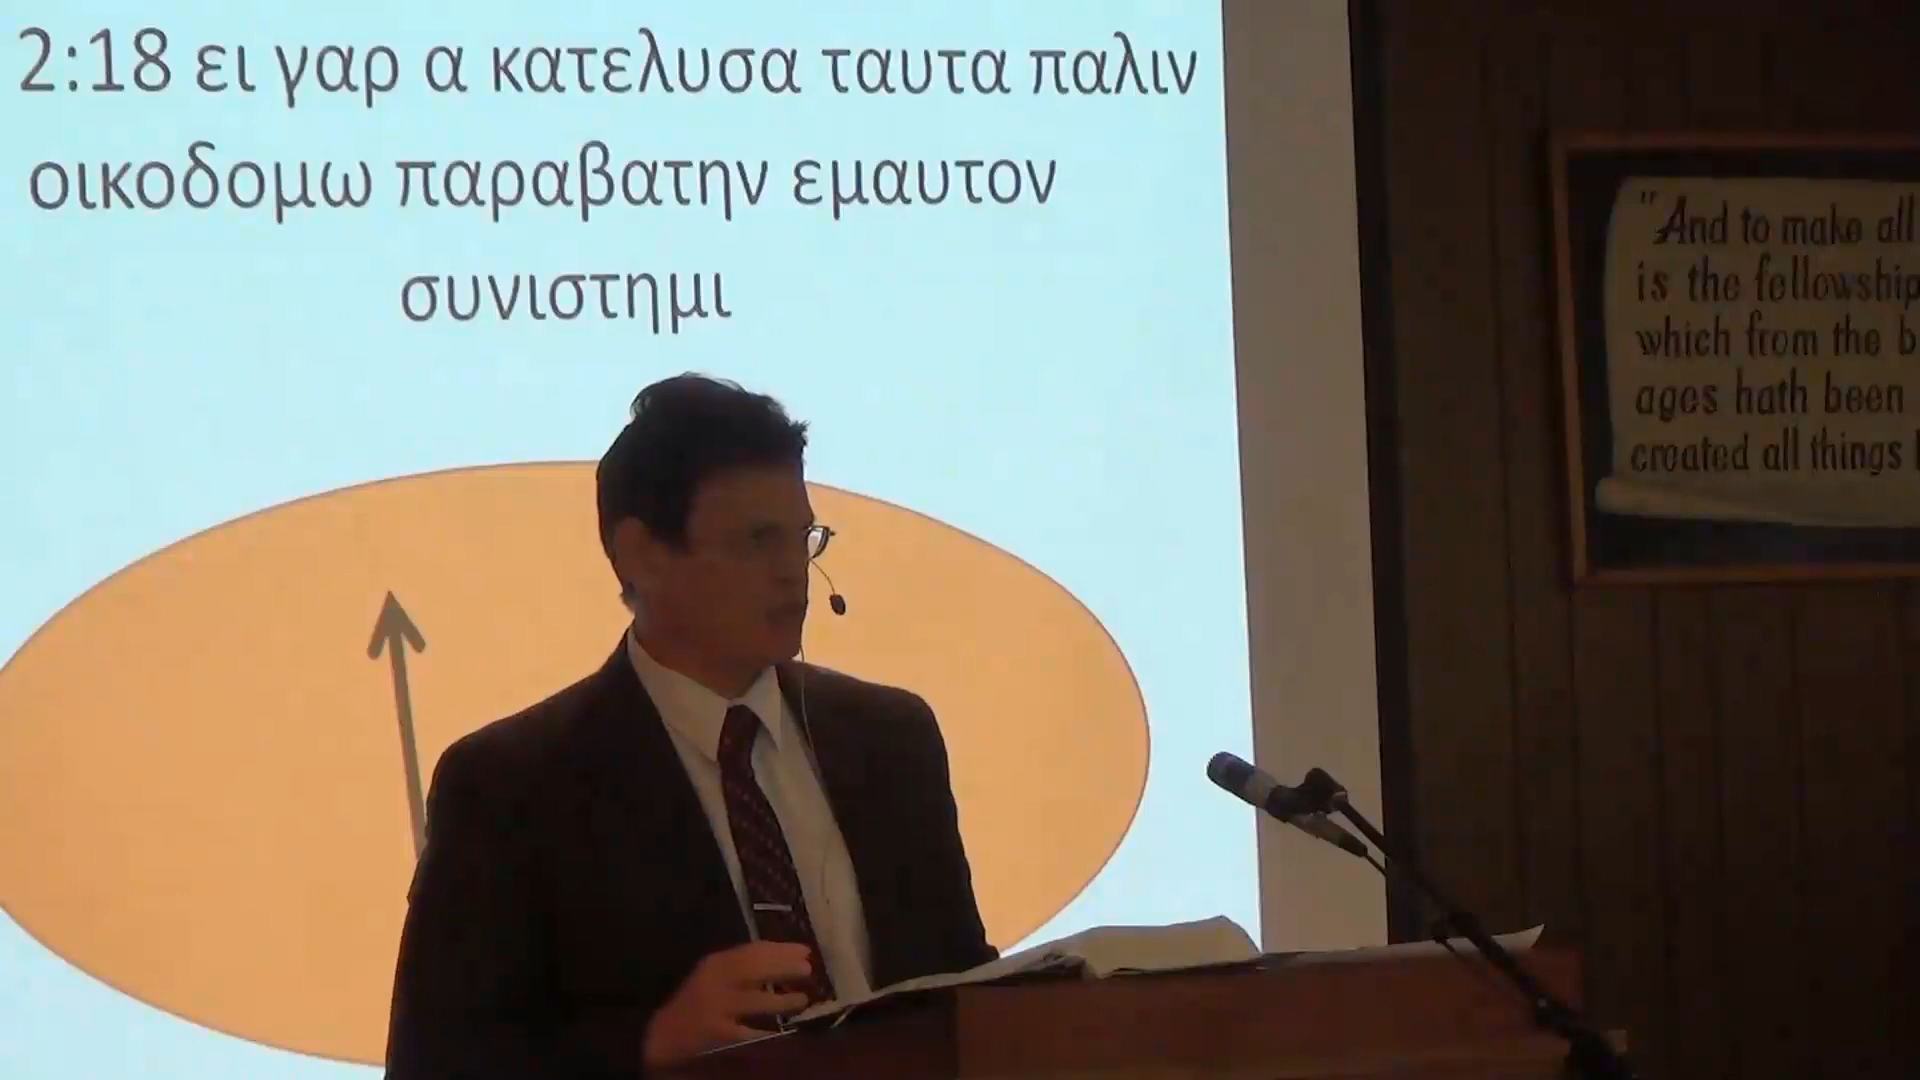 2:18 ει γαρ α κατελυσα ταυτα παλιν
οικοδομω παραβατην εμαυτον
συνιστημι
"And to make all
is the fellowship
which from the b
ages hath been
created all things